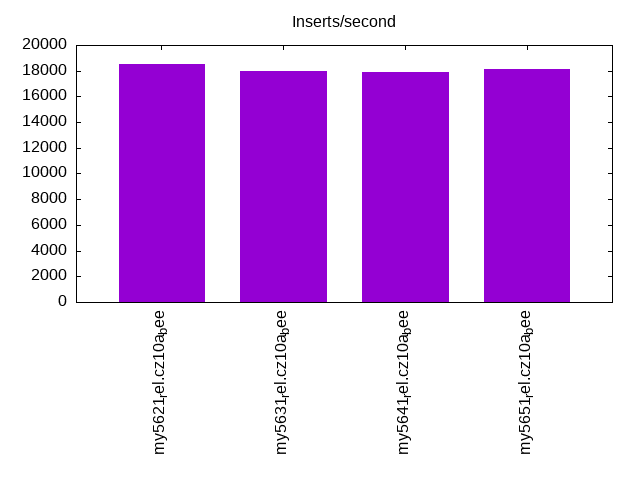 Inserts/second
20000
18000
16000
14000
12000
10000
8000
6000
4000
2000
0
my5621rel.cz10abee
my5631rel.cz10abee
my5641rel.cz10abee
my5651rel.cz10abee